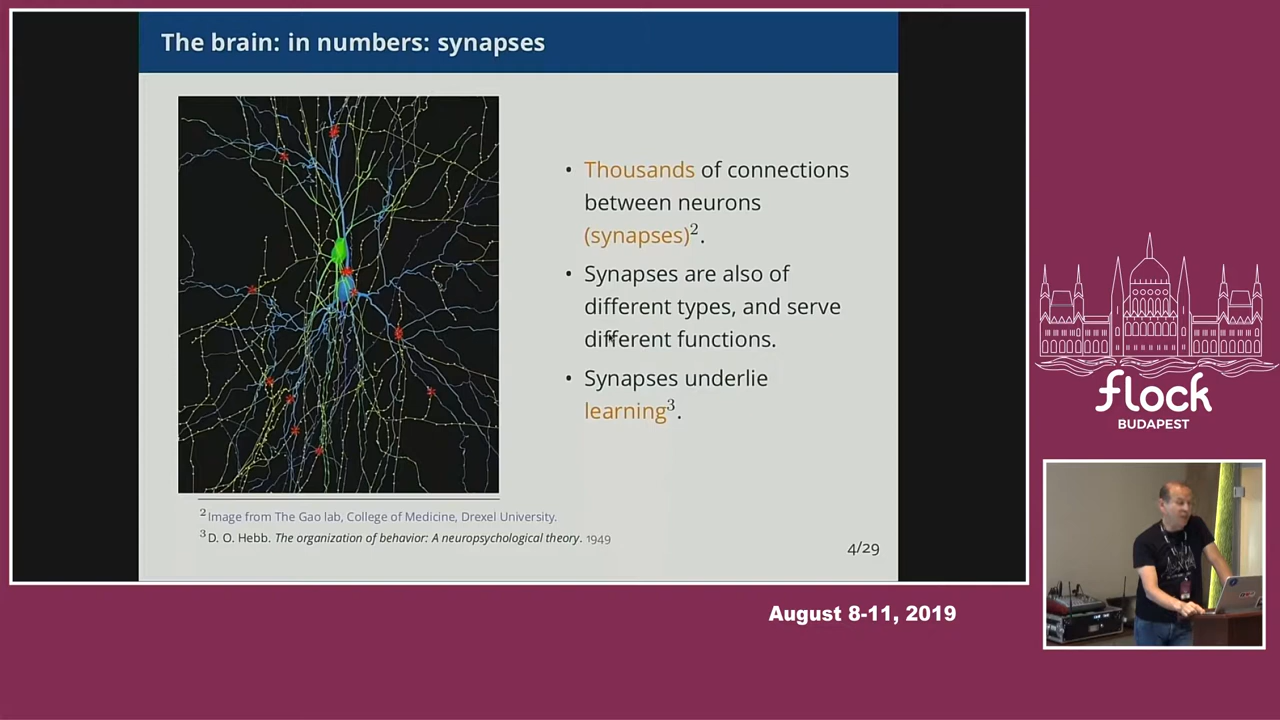 The brain: in numbers: synapses
• Thousands of connections
between neurons
(synapses)².
• Synapses are also of
different types, and serve
different functions.
• Synapses underlie
learning³.
² Image from The Gao lab, College of Medicine, Drexel University.
³ D. O. Hebb. The organization of behavior: A neuropsychological theory. 1949
4/29
flock
BUDAPEST
August 8-11, 2019